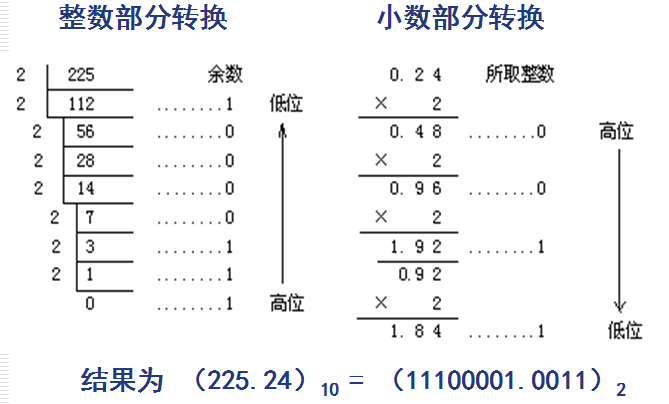 整数部分转换 小数部分转换
2 225 余数 0.24 所取整数
2 112 ........1 低位 × 2
2 56 ........0 0.48 ........0 高位
2 28 ........0 × 2
2 14 ........0 0.96 ........0
2 7 ........0 × 2
2 3 ........1 1.92 ........1
2 1 ........1 0.92
0 ........1 高位 × 2
1.84 ........1 低位
结果为 （225.24）10 = （11100001.0011）2